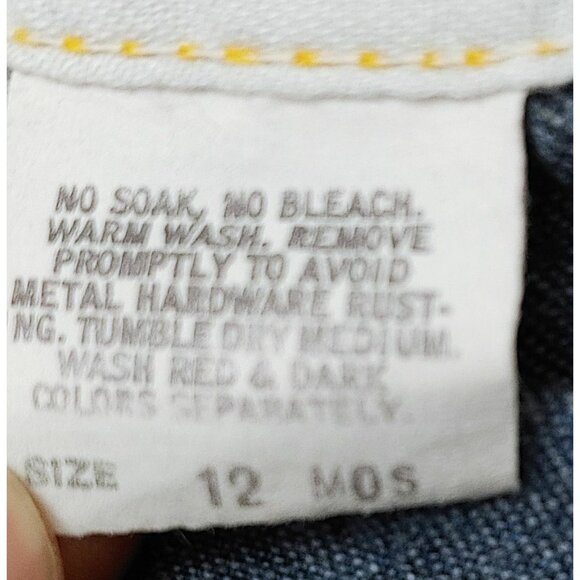 NO SOAK, NO BLEACH.
WARM WASH. REMOVE
PROMPTLY TO AVOID
METAL HARDWARE RUST-
NG. TUMBLE DRY MEDIUM.
WASH RED & DARK
COLORS SEPARATELY.
SIZE 12 MOS